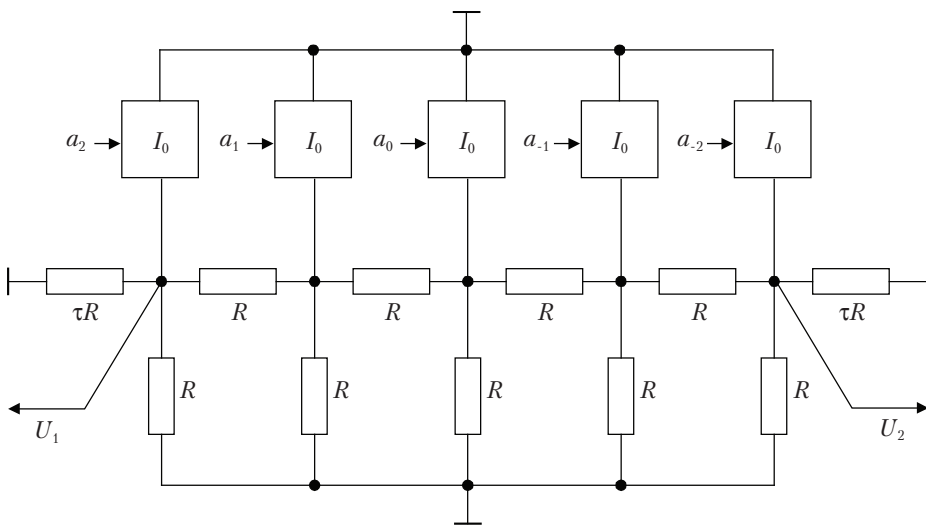 a₂ I₀ a₁ I₀ a₀ I₀ a₋₁ I₀ a₋₂ I₀
τR R R R R τR
R R R R R
U₁ U₂